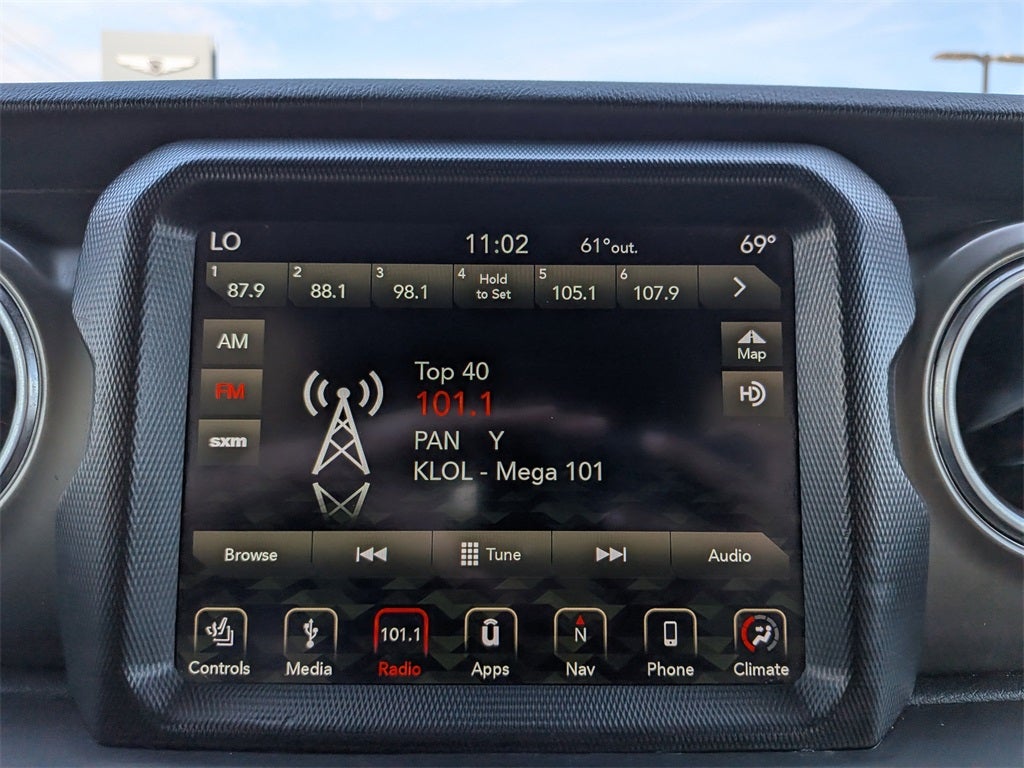 LO 11:02 61°out. 69°
1 87.9 2 88.1 3 98.1 4 Hold to Set 5 105.1 6 107.9
AM
FM
sxm
Top 40
101.1
PAN Y
KLOL - Mega 101
Map
HD
Browse Tune Audio
101.1 N
Controls Media Radio Apps Nav Phone Climate